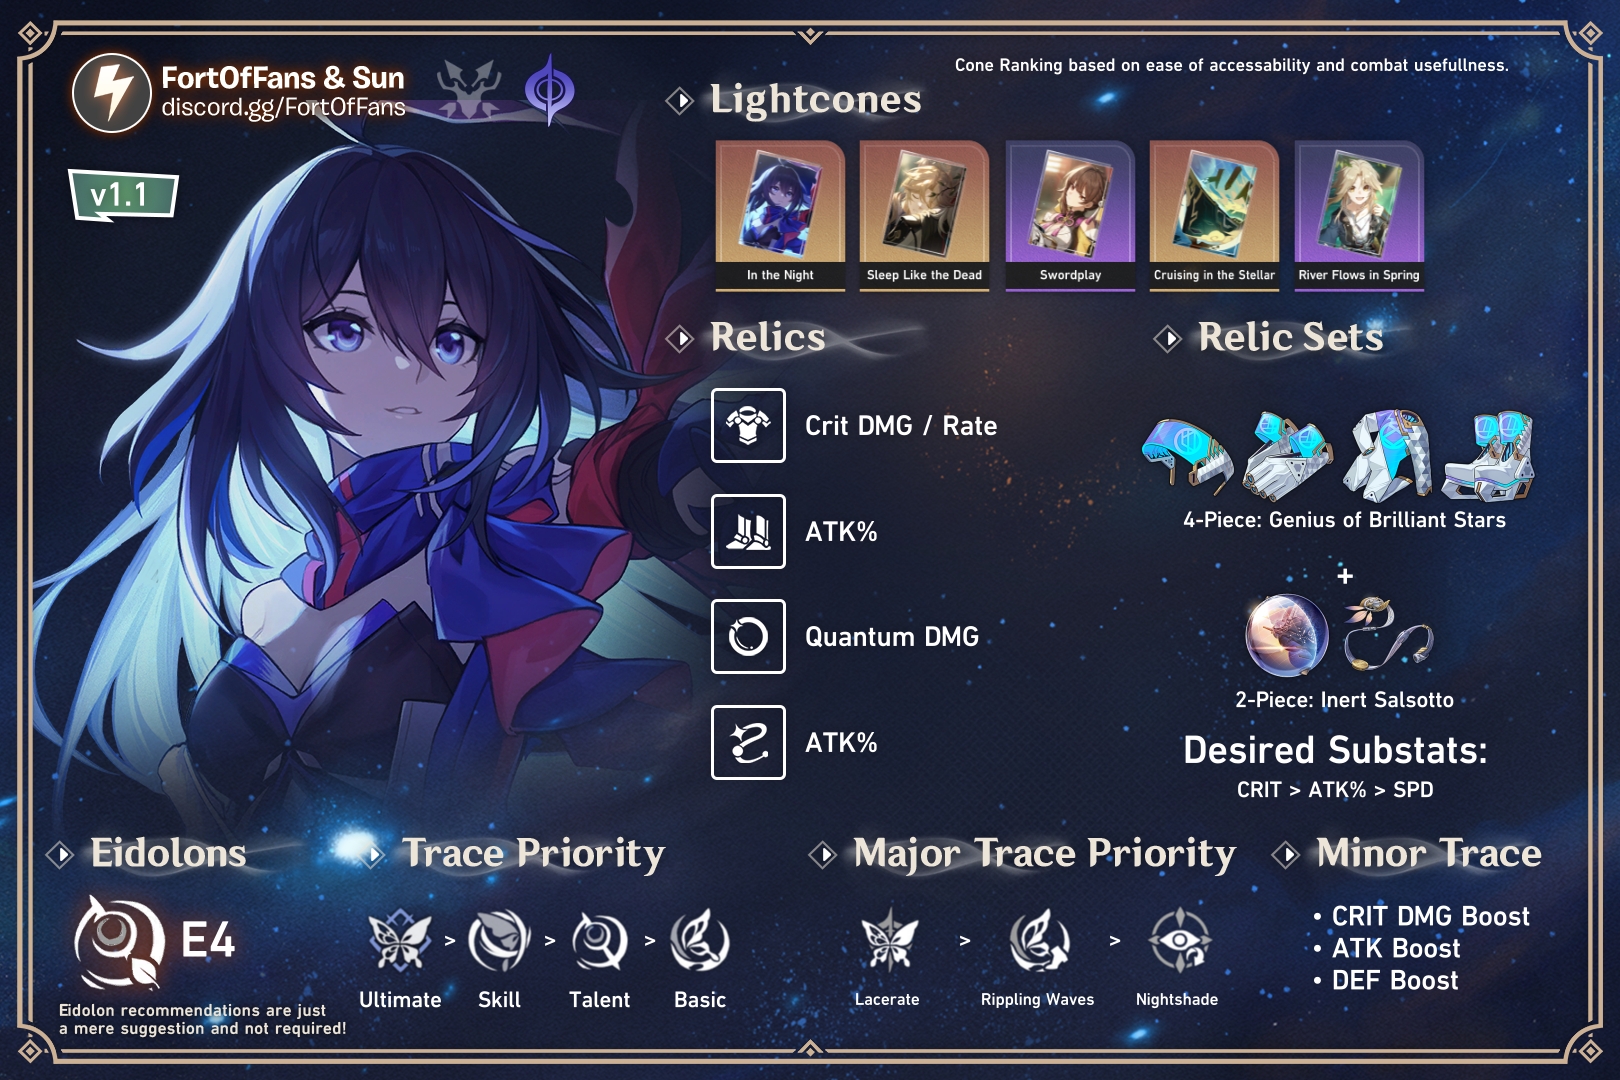 FortOfFans & Sun
discord.gg/FortOfFans
v1.1
Cone Ranking based on ease of accessability and combat usefullness.
Lightcones
In the Night
Sleep Like the Dead
Swordplay
Cruising in the Stellar
River Flows in Spring
Relics
Crit DMG / Rate
ATK%
Quantum DMG
ATK%
Relic Sets
4-Piece: Genius of Brilliant Stars
+
2-Piece: Inert Salsotto
Desired Substats:
CRIT > ATK% > SPD
Eidolons
E4
Eidolon recommendations are just
a mere suggestion and not required!
Trace Priority
> > >
Ultimate Skill Talent Basic
Major Trace Priority
> >
Lacerate Rippling Waves Nightshade
Minor Trace
• CRIT DMG Boost
• ATK Boost
• DEF Boost